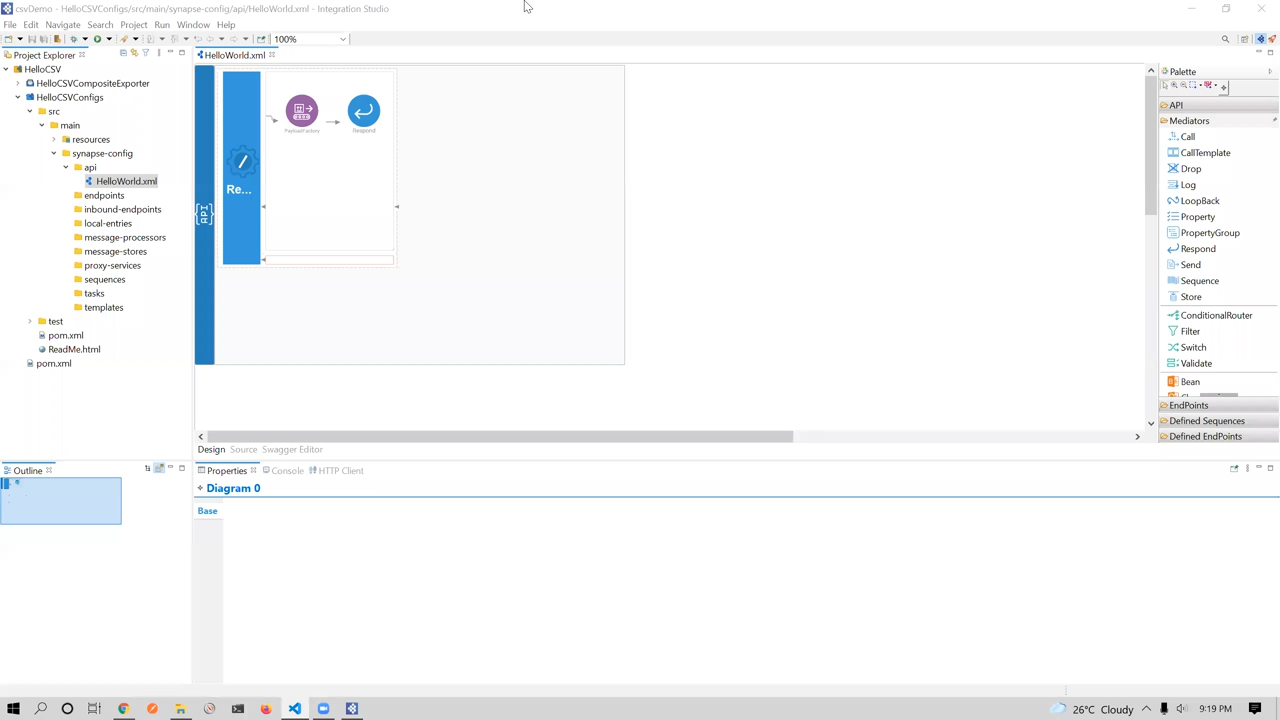 csvDemo - HelloCSVConfigs/src/main/synapse-config/api/HelloWorld.xml - Integration Studio
File Edit Navigate Search Project Run Window Help
100%
Project Explorer
HelloCSV
HelloCSVCompositeExporter
HelloCSVConfigs
src
main
resources
synapse-config
api
HelloWorld.xml
endpoints
inbound-endpoints
local-entries
message-processors
message-stores
proxy-services
sequences
tasks
templates
test
pom.xml
ReadMe.html
pom.xml
HelloWorld.xml
{API}
Re...
PayloadFactory
Respond
Design Source Swagger Editor
Palette
API
Mediators
Call
CallTemplate
Drop
Log
LoopBack
Property
PropertyGroup
Respond
Send
Sequence
Store
ConditionalRouter
Filter
Switch
Validate
Bean
EndPoints
Defined Sequences
Defined EndPoints
Outline
Properties Console HTTP Client
Diagram 0
Base
26°C Cloudy
9:19 PM